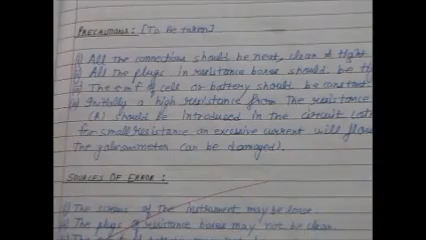 PRECAUTIONS: [To be taken]
(i) All the connections should be neat, clean & tight
(ii) All the plugs in resistance boxes should be
(iii) The e.m.f of cell or battery should be constant.
(iv) Initially a high resistance from the resistance
(R) should be introduced in the circuit
for small resistance an excessive current will flow
the galvanometer can be damaged).
SOURCES OF ERROR:
(i) The screws of the instrument may be loose.
(ii) The plugs of resistance boxes may not be clean.